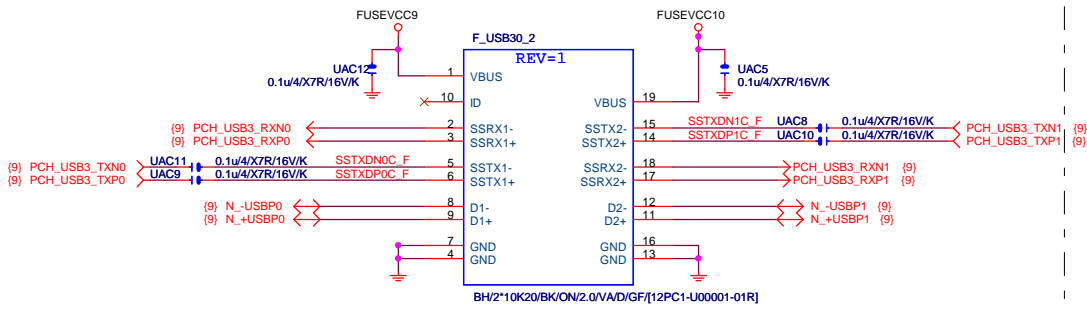 FUSEVCC9 FUSEVCC10
F_USB30_2
REV=1
UAC12 0.1u/4/X7R/16V/K
UAC5 0.1u/4/X7R/16V/K
1 VBUS
10 ID
VBUS 19
{9} PCH_USB3_RXN0 2 SSRX1-
{9} PCH_USB3_RXP0 3 SSRX1+
SSTX2- 15 SSTXDN1C_F UAC8 0.1u/4/X7R/16V/K PCH_USB3_TXN1 {9}
SSTX2+ 14 SSTXDP1C_F UAC10 0.1u/4/X7R/16V/K PCH_USB3_TXP1 {9}
{9} PCH_USB3_TXN0 UAC11 0.1u/4/X7R/16V/K SSTXDN0C_F 5 SSTX1-
{9} PCH_USB3_TXP0 UAC9 0.1u/4/X7R/16V/K SSTXDP0C_F 6 SSTX1+
SSRX2- 18 PCH_USB3_RXN1 {9}
SSRX2+ 17 PCH_USB3_RXP1 {9}
{9} N_-USBP0 8 D1-
{9} N_+USBP0 9 D1+
D2- 12 N_-USBP1 {9}
D2+ 11 N_+USBP1 {9}
7 GND GND 16
4 GND GND 13
BH/2*10K20/BK/ON/2.0/VA/D/GF/[12PC1-U00001-01R]